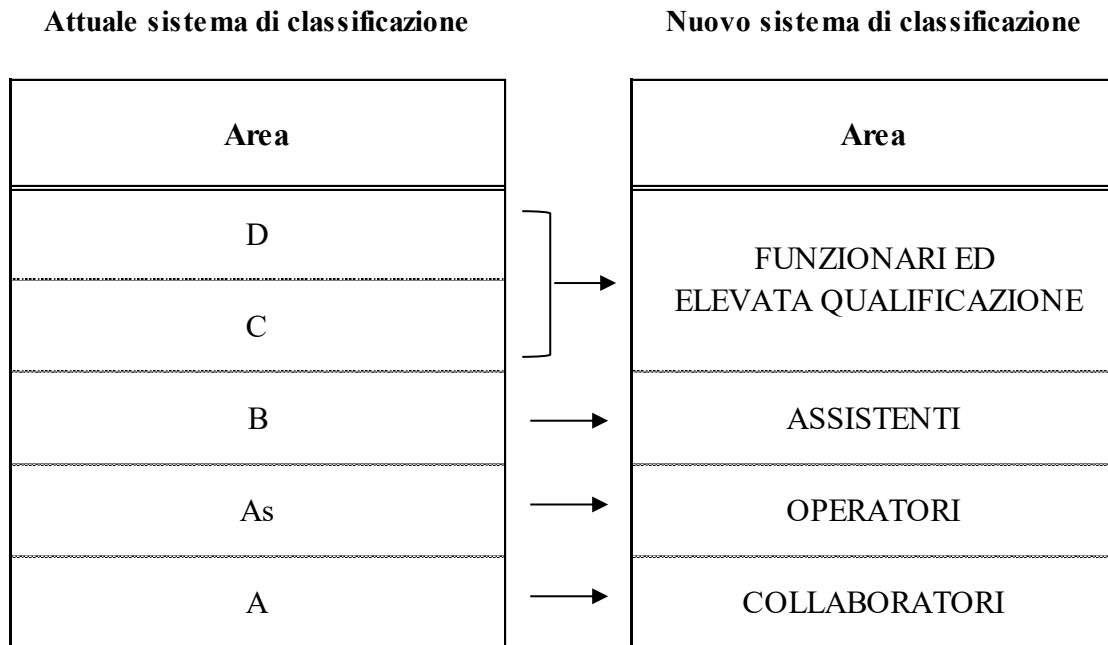 Attuale sistema di classificazione
Nuovo sistema di classificazione
Area
Area
D
C
FUNZIONARI ED
ELEVATA QUALIFICAZIONE
B
ASSISTENTI
As
OPERATORI
A
COLLABORATORI